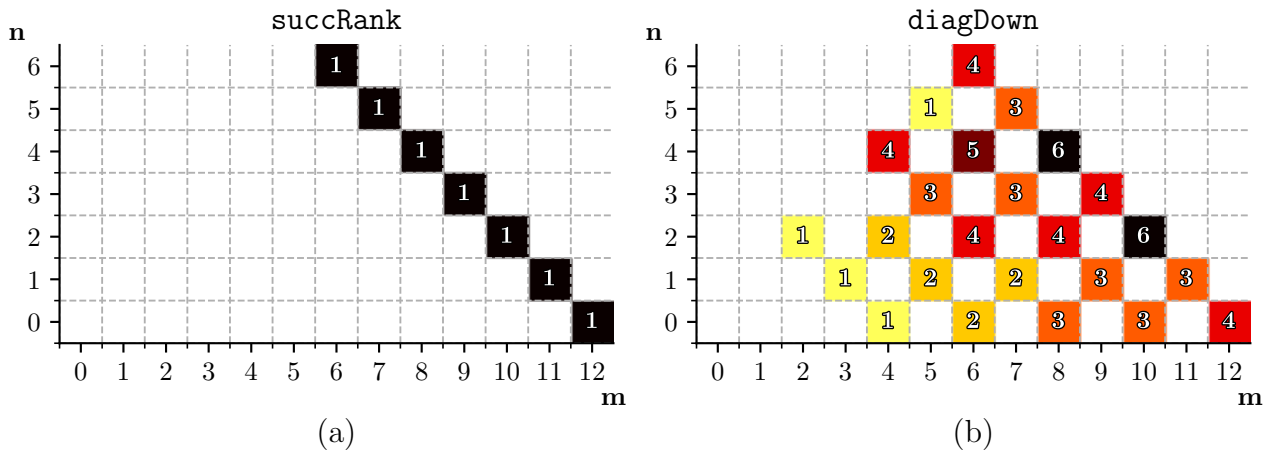 succRank
n
6 1
5 1
4 1
3 1
2 1
1 1
0 1
0 1 2 3 4 5 6 7 8 9 10 11 12
m
(a)
diagDown
n
6 4
5 1 3
4 4 5 6
3 3 3 4
2 1 2 4 4 6
1 1 2 2 3 3
0 1 2 3 3 4
0 1 2 3 4 5 6 7 8 9 10 11 12
m
(b)